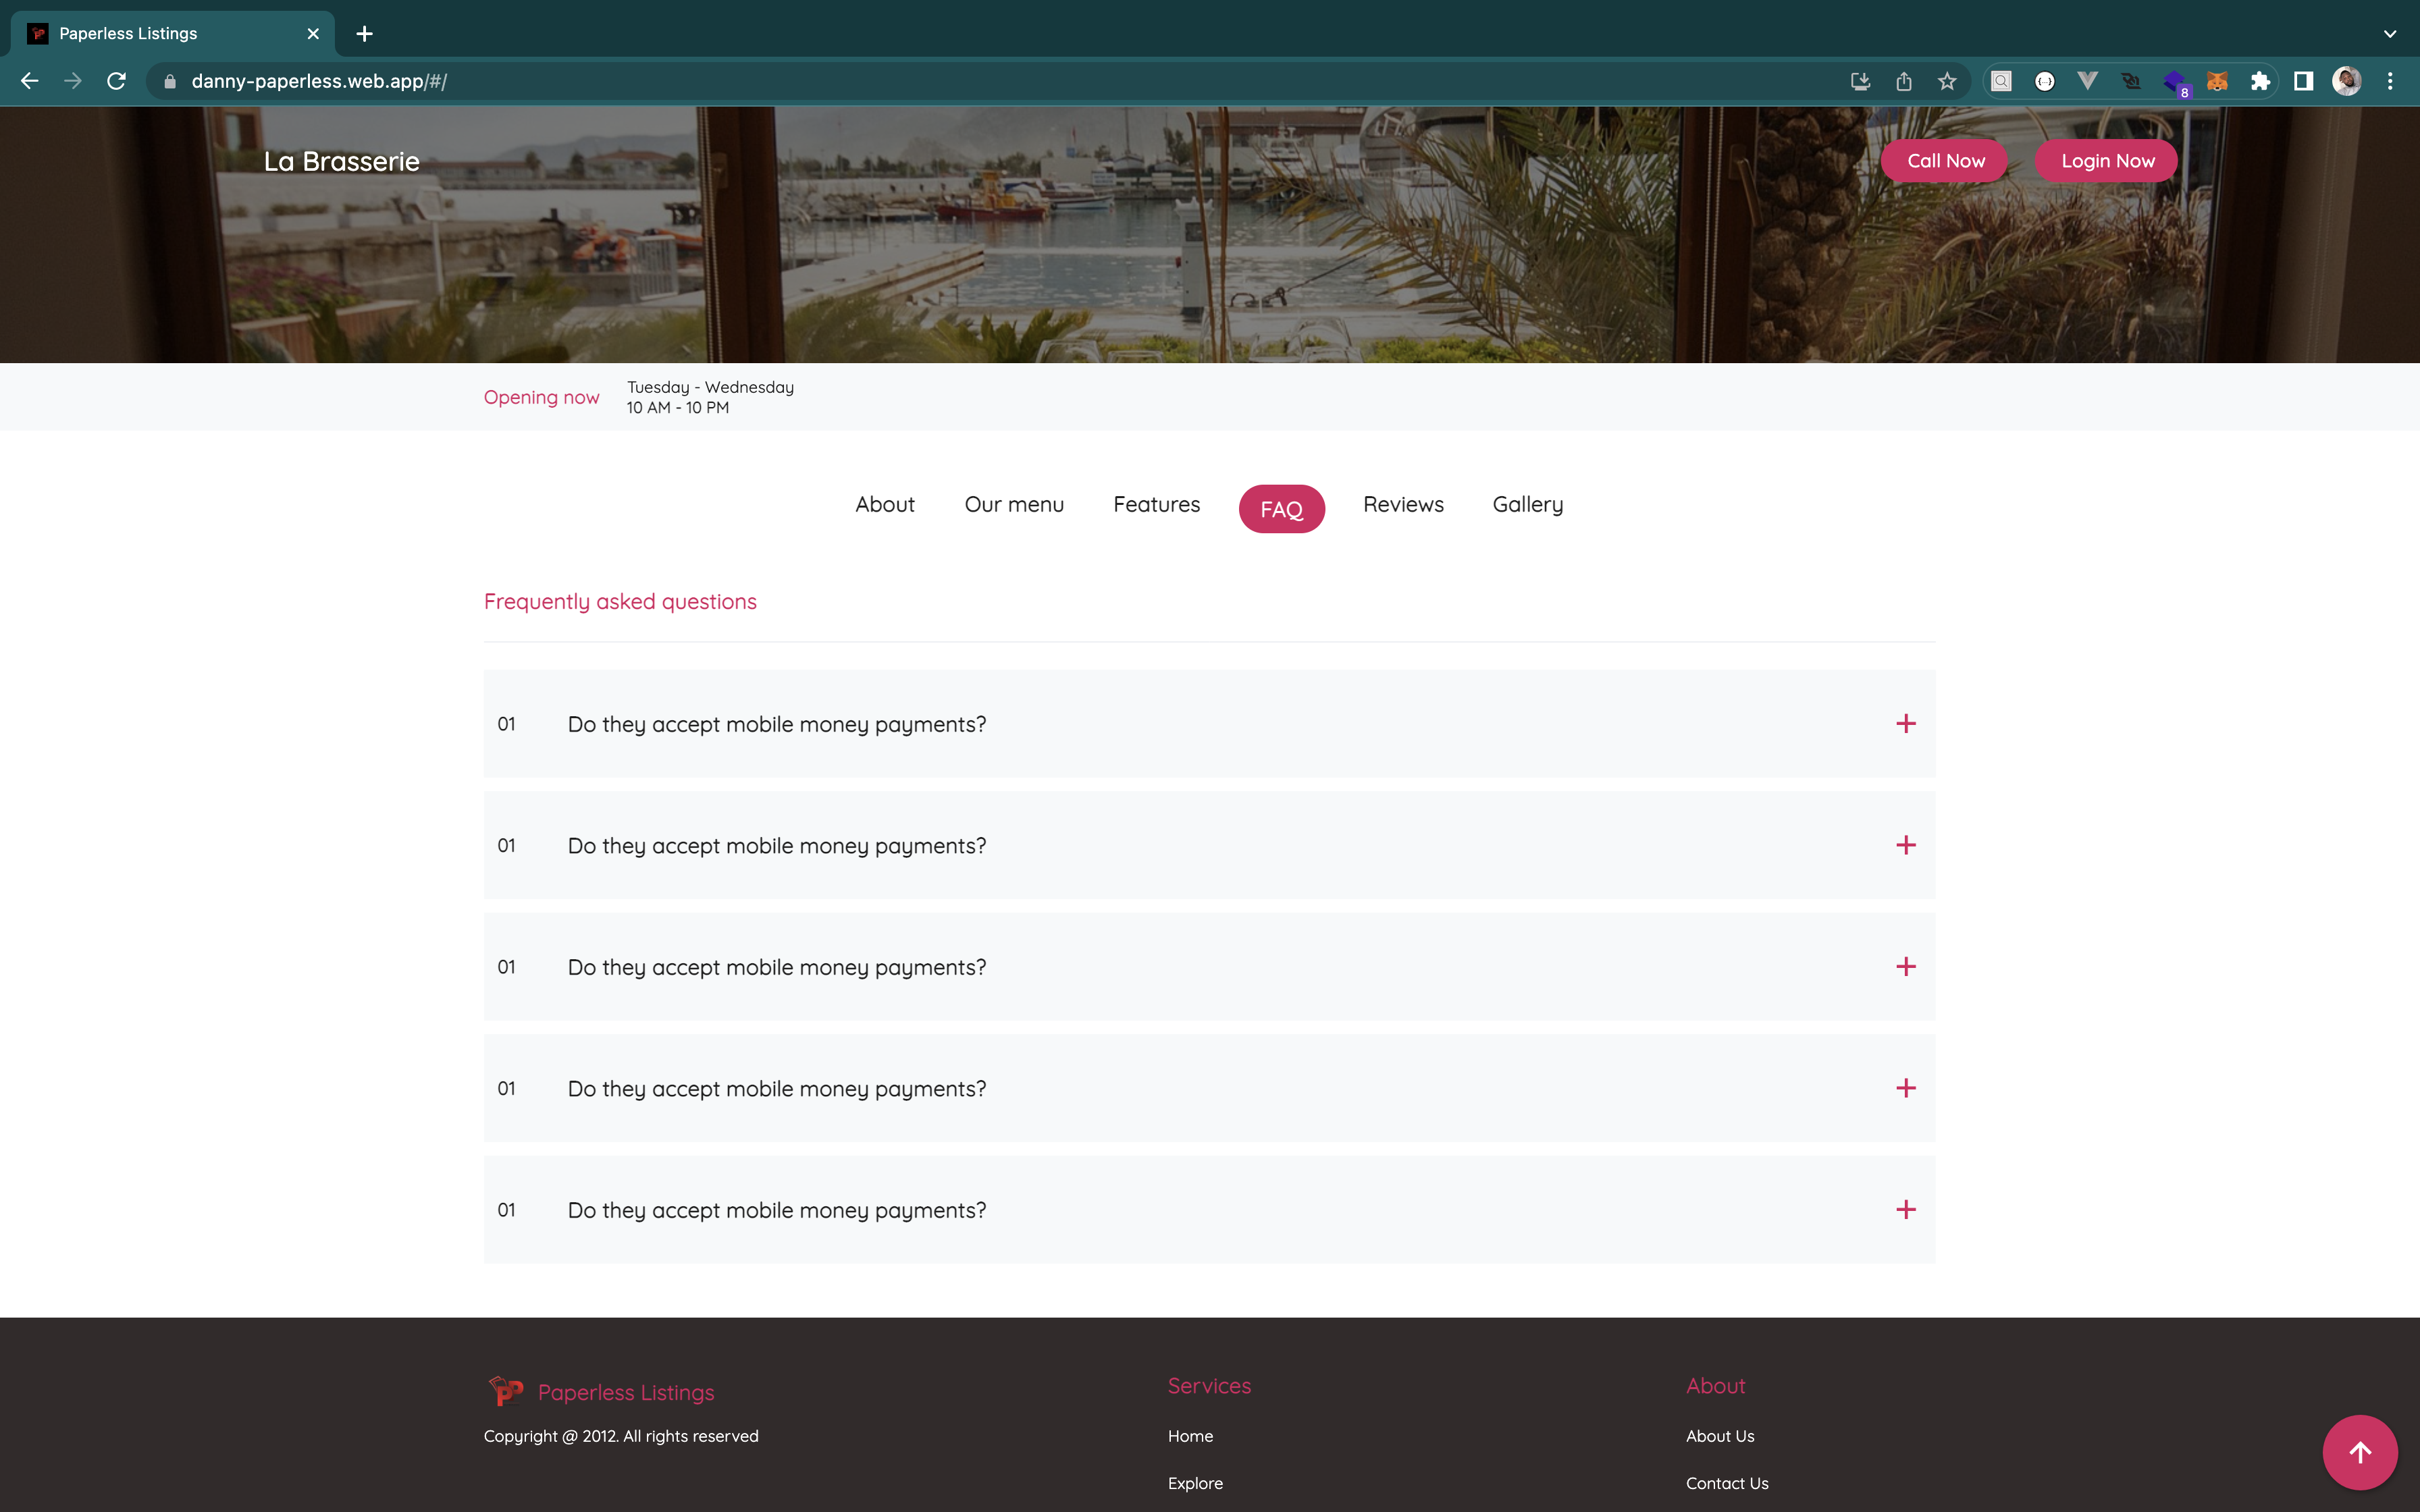 Paperless Listings
danny-paperless.web.app/#/
8
La Brasserie
Call Now
Login Now
Opening now
Tuesday - Wednesday
10 AM - 10 PM
About
Our menu
Features
FAQ
Reviews
Gallery
Frequently asked questions
01 Do they accept mobile money payments?
01 Do they accept mobile money payments?
01 Do they accept mobile money payments?
01 Do they accept mobile money payments?
01 Do they accept mobile money payments?
Paperless Listings
Copyright @ 2012. All rights reserved
Services
Home
Explore
About
About Us
Contact Us